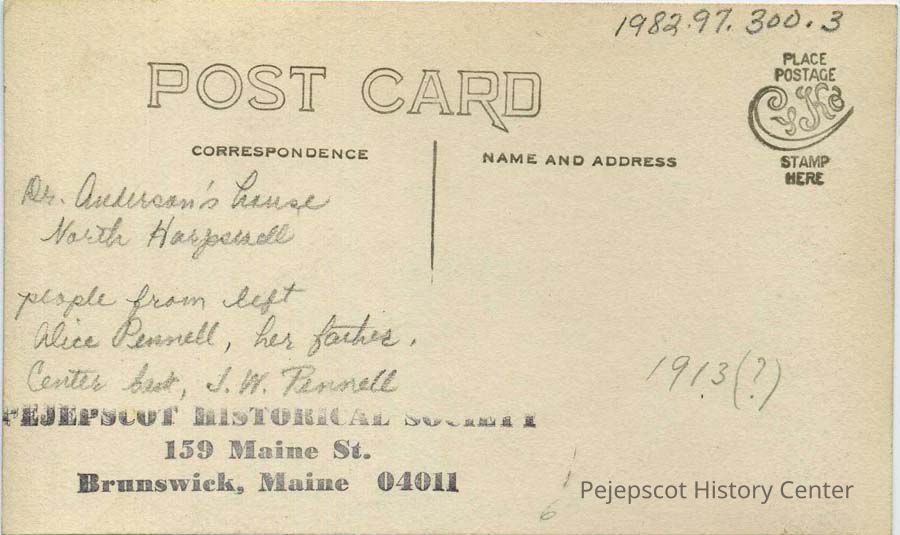 1982.97.300.3
POST CARD
PLACE
POSTAGE
CYKO
STAMP
HERE
CORRESPONDENCE
NAME AND ADDRESS
Dr. Anderson's house
North Harpswell
people from left
Alice Pennell, her father.
Center back, J. W. Pennell
1913(?)
PEJEPSCOT HISTORICAL SOCIETY
159 Maine St.
Brunswick, Maine 04011
Pejepscot History Center